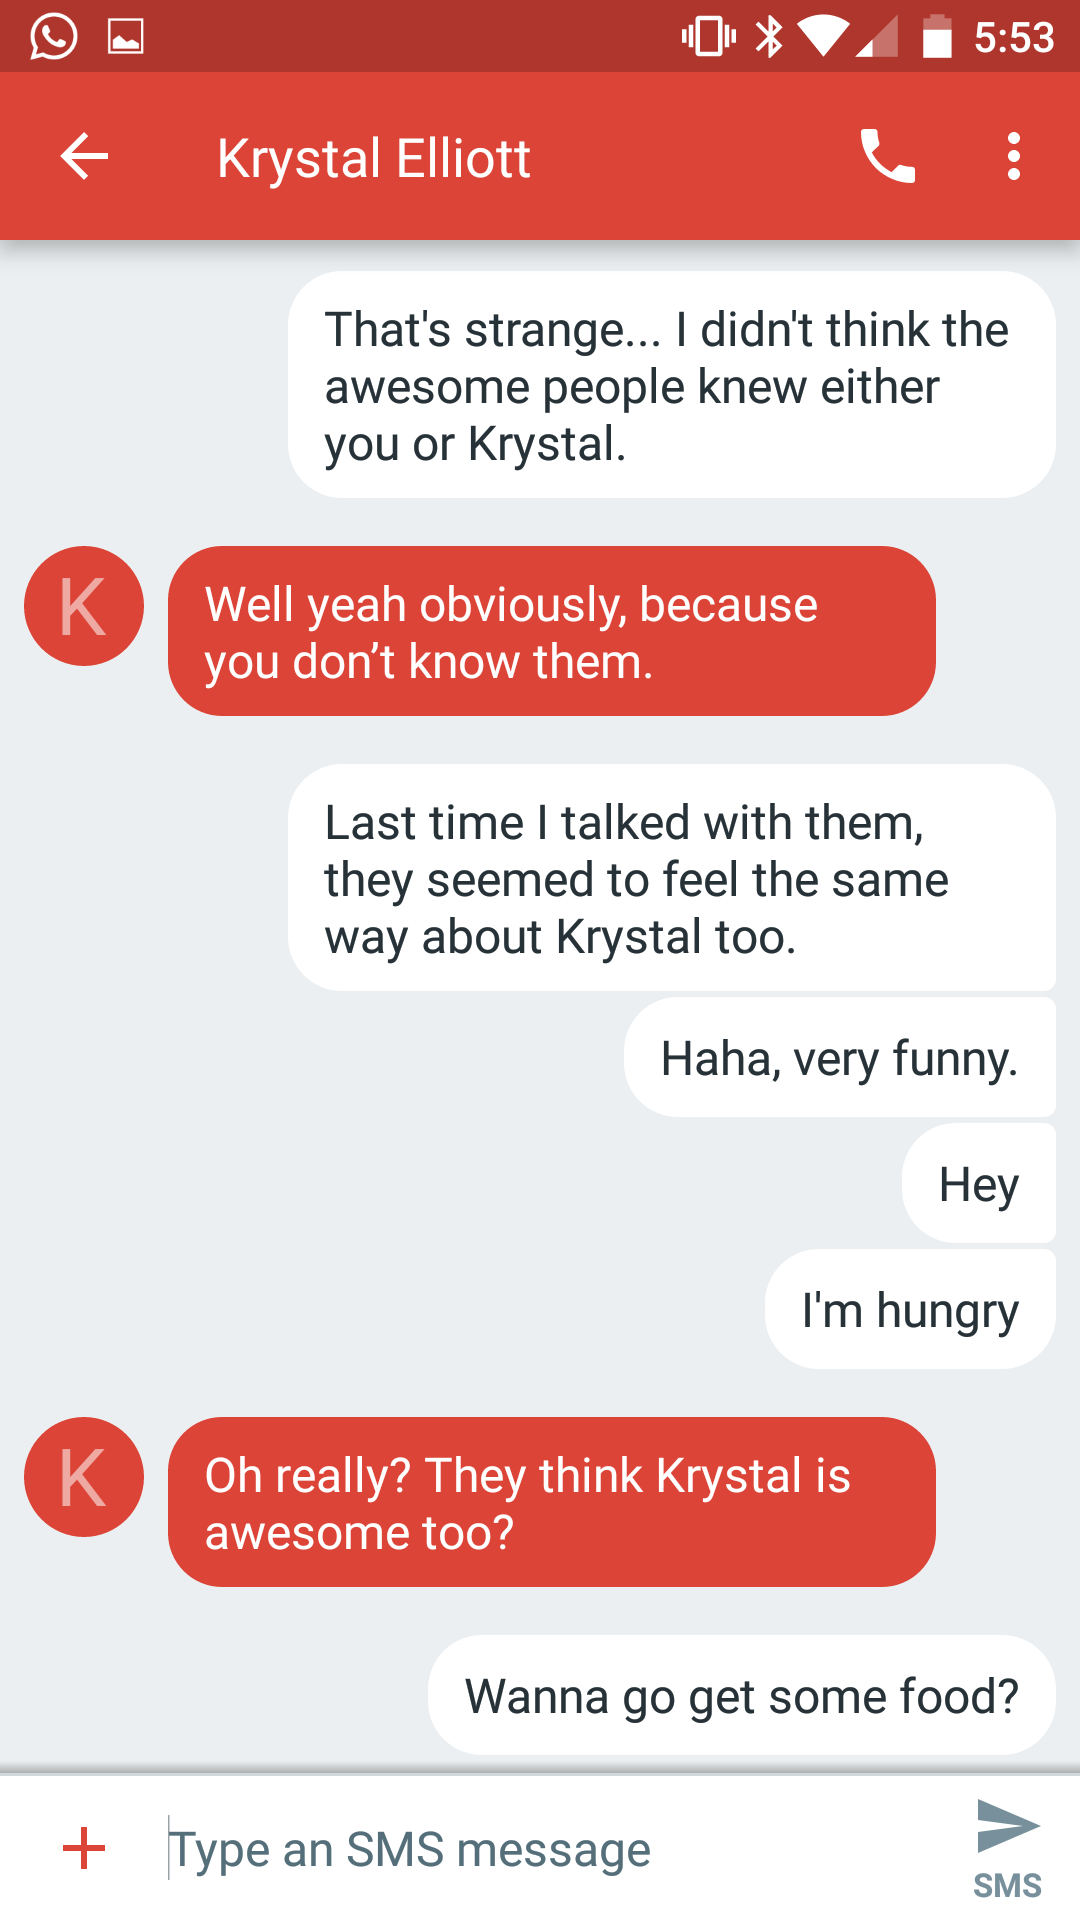 5:53
Krystal Elliott
That's strange... I didn't think the
awesome people knew either
you or Krystal.
K
Well yeah obviously, because
you don’t know them.
Last time I talked with them,
they seemed to feel the same
way about Krystal too.
Haha, very funny.
Hey
I'm hungry
K
Oh really? They think Krystal is
awesome too?
Wanna go get some food?
Type an SMS message
SMS